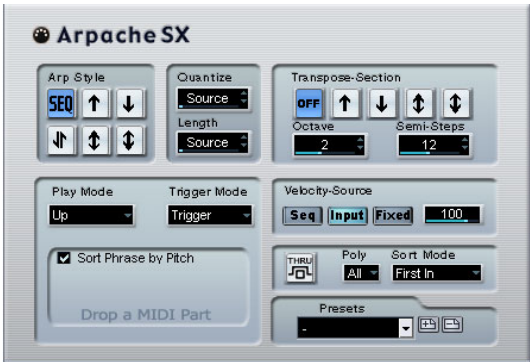 Arpache SX
Arp Style
SEQ
Quantize
Source
Length
Source
Transpose-Section
OFF
Octave
Semi-Steps
2
12
Play Mode
Trigger Mode
Up
Trigger
Sort Phrase by Pitch
Drop a MIDI Part
Velocity-Source
Seq Input Fixed 100
THRU
Poly
Sort Mode
All
First In
Presets
-